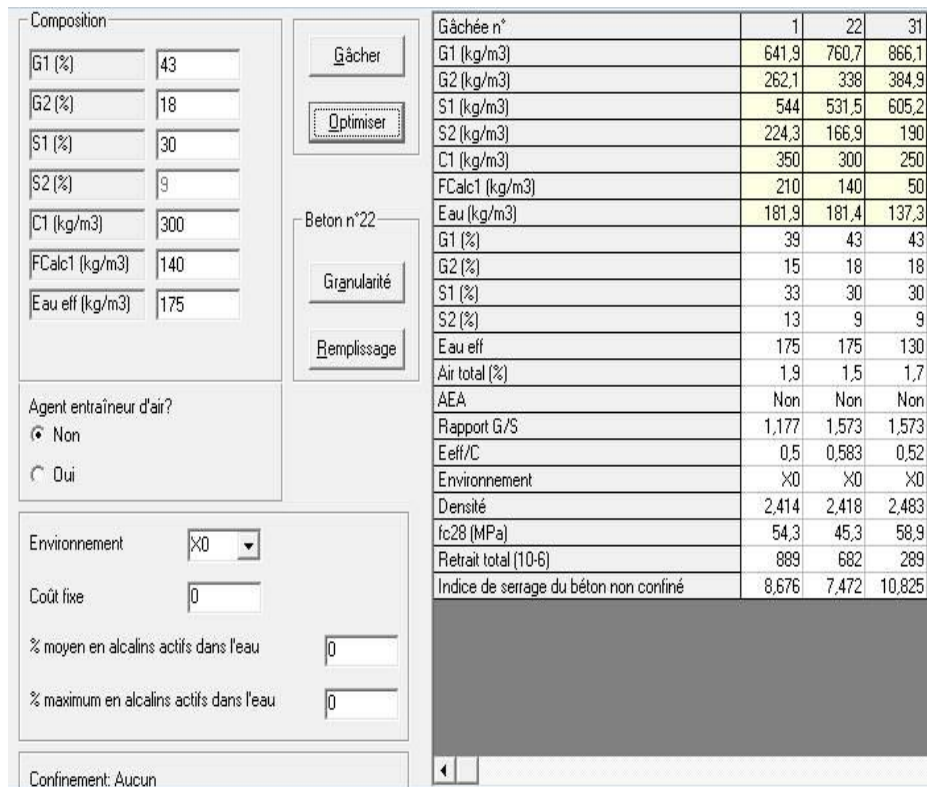 Composition
G1 (%) 43
G2 (%) 18
S1 (%) 30
S2 (%) 9
C1 (kg/m3) 300
FCalc1 (kg/m3) 140
Eau eff (kg/m3) 175
Gâcher
Optimiser
Beton n°22
Granularité
Remplissage
Agent entraîneur d'air?
Non
Oui
Environnement X0
Coût fixe 0
% moyen en alcalins actifs dans l'eau 0
% maximum en alcalins actifs dans l'eau 0
Confinement: Aucun
Gâchée n° 1 22 31
G1 (kg/m3) 641,9 760,7 866,1
G2 (kg/m3) 262,1 338 384,9
S1 (kg/m3) 544 531,5 605,2
S2 (kg/m3) 224,3 166,9 190
C1 (kg/m3) 350 300 250
FCalc1 (kg/m3) 210 140 50
Eau (kg/m3) 181,9 181,4 137,3
G1 (%) 39 43 43
G2 (%) 15 18 18
S1 (%) 33 30 30
S2 (%) 13 9 9
Eau eff 175 175 130
Air total (%) 1,9 1,5 1,7
AEA Non Non Non
Rapport G/S 1,177 1,573 1,573
Eeff/C 0,5 0,583 0,52
Environnement X0 X0 X0
Densité 2,414 2,418 2,483
fc28 (MPa) 54,3 45,3 58,9
Retrait total (10-6) 889 682 289
Indice de serrage du béton non confiné 8,676 7,472 10,825